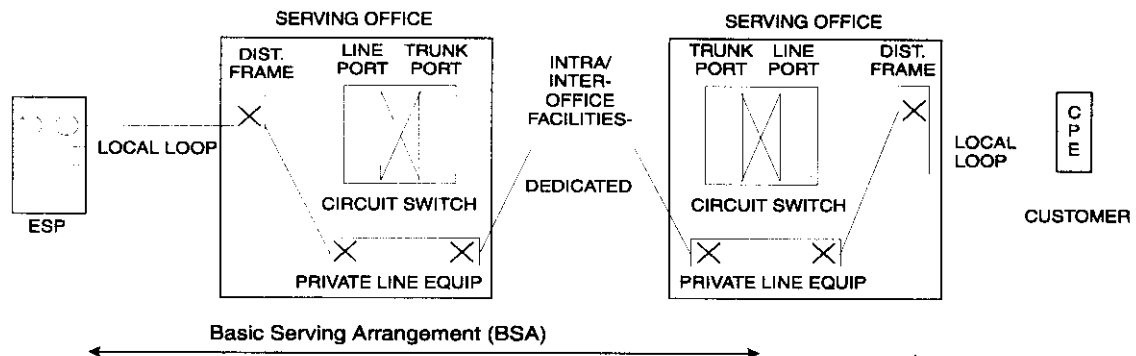 SERVING OFFICE
SERVING OFFICE
DIST.
FRAME
LINE
PORT
TRUNK
PORT
INTRA/
INTER-
OFFICE
FACILITIES-
TRUNK
PORT
LINE
PORT
DIST.
FRAME
LOCAL LOOP
DEDICATED
LOCAL
LOOP
CPE
ESP
CIRCUIT SWITCH
CIRCUIT SWITCH
CUSTOMER
PRIVATE LINE EQUIP
PRIVATE LINE EQUIP
Basic Serving Arrangement (BSA)